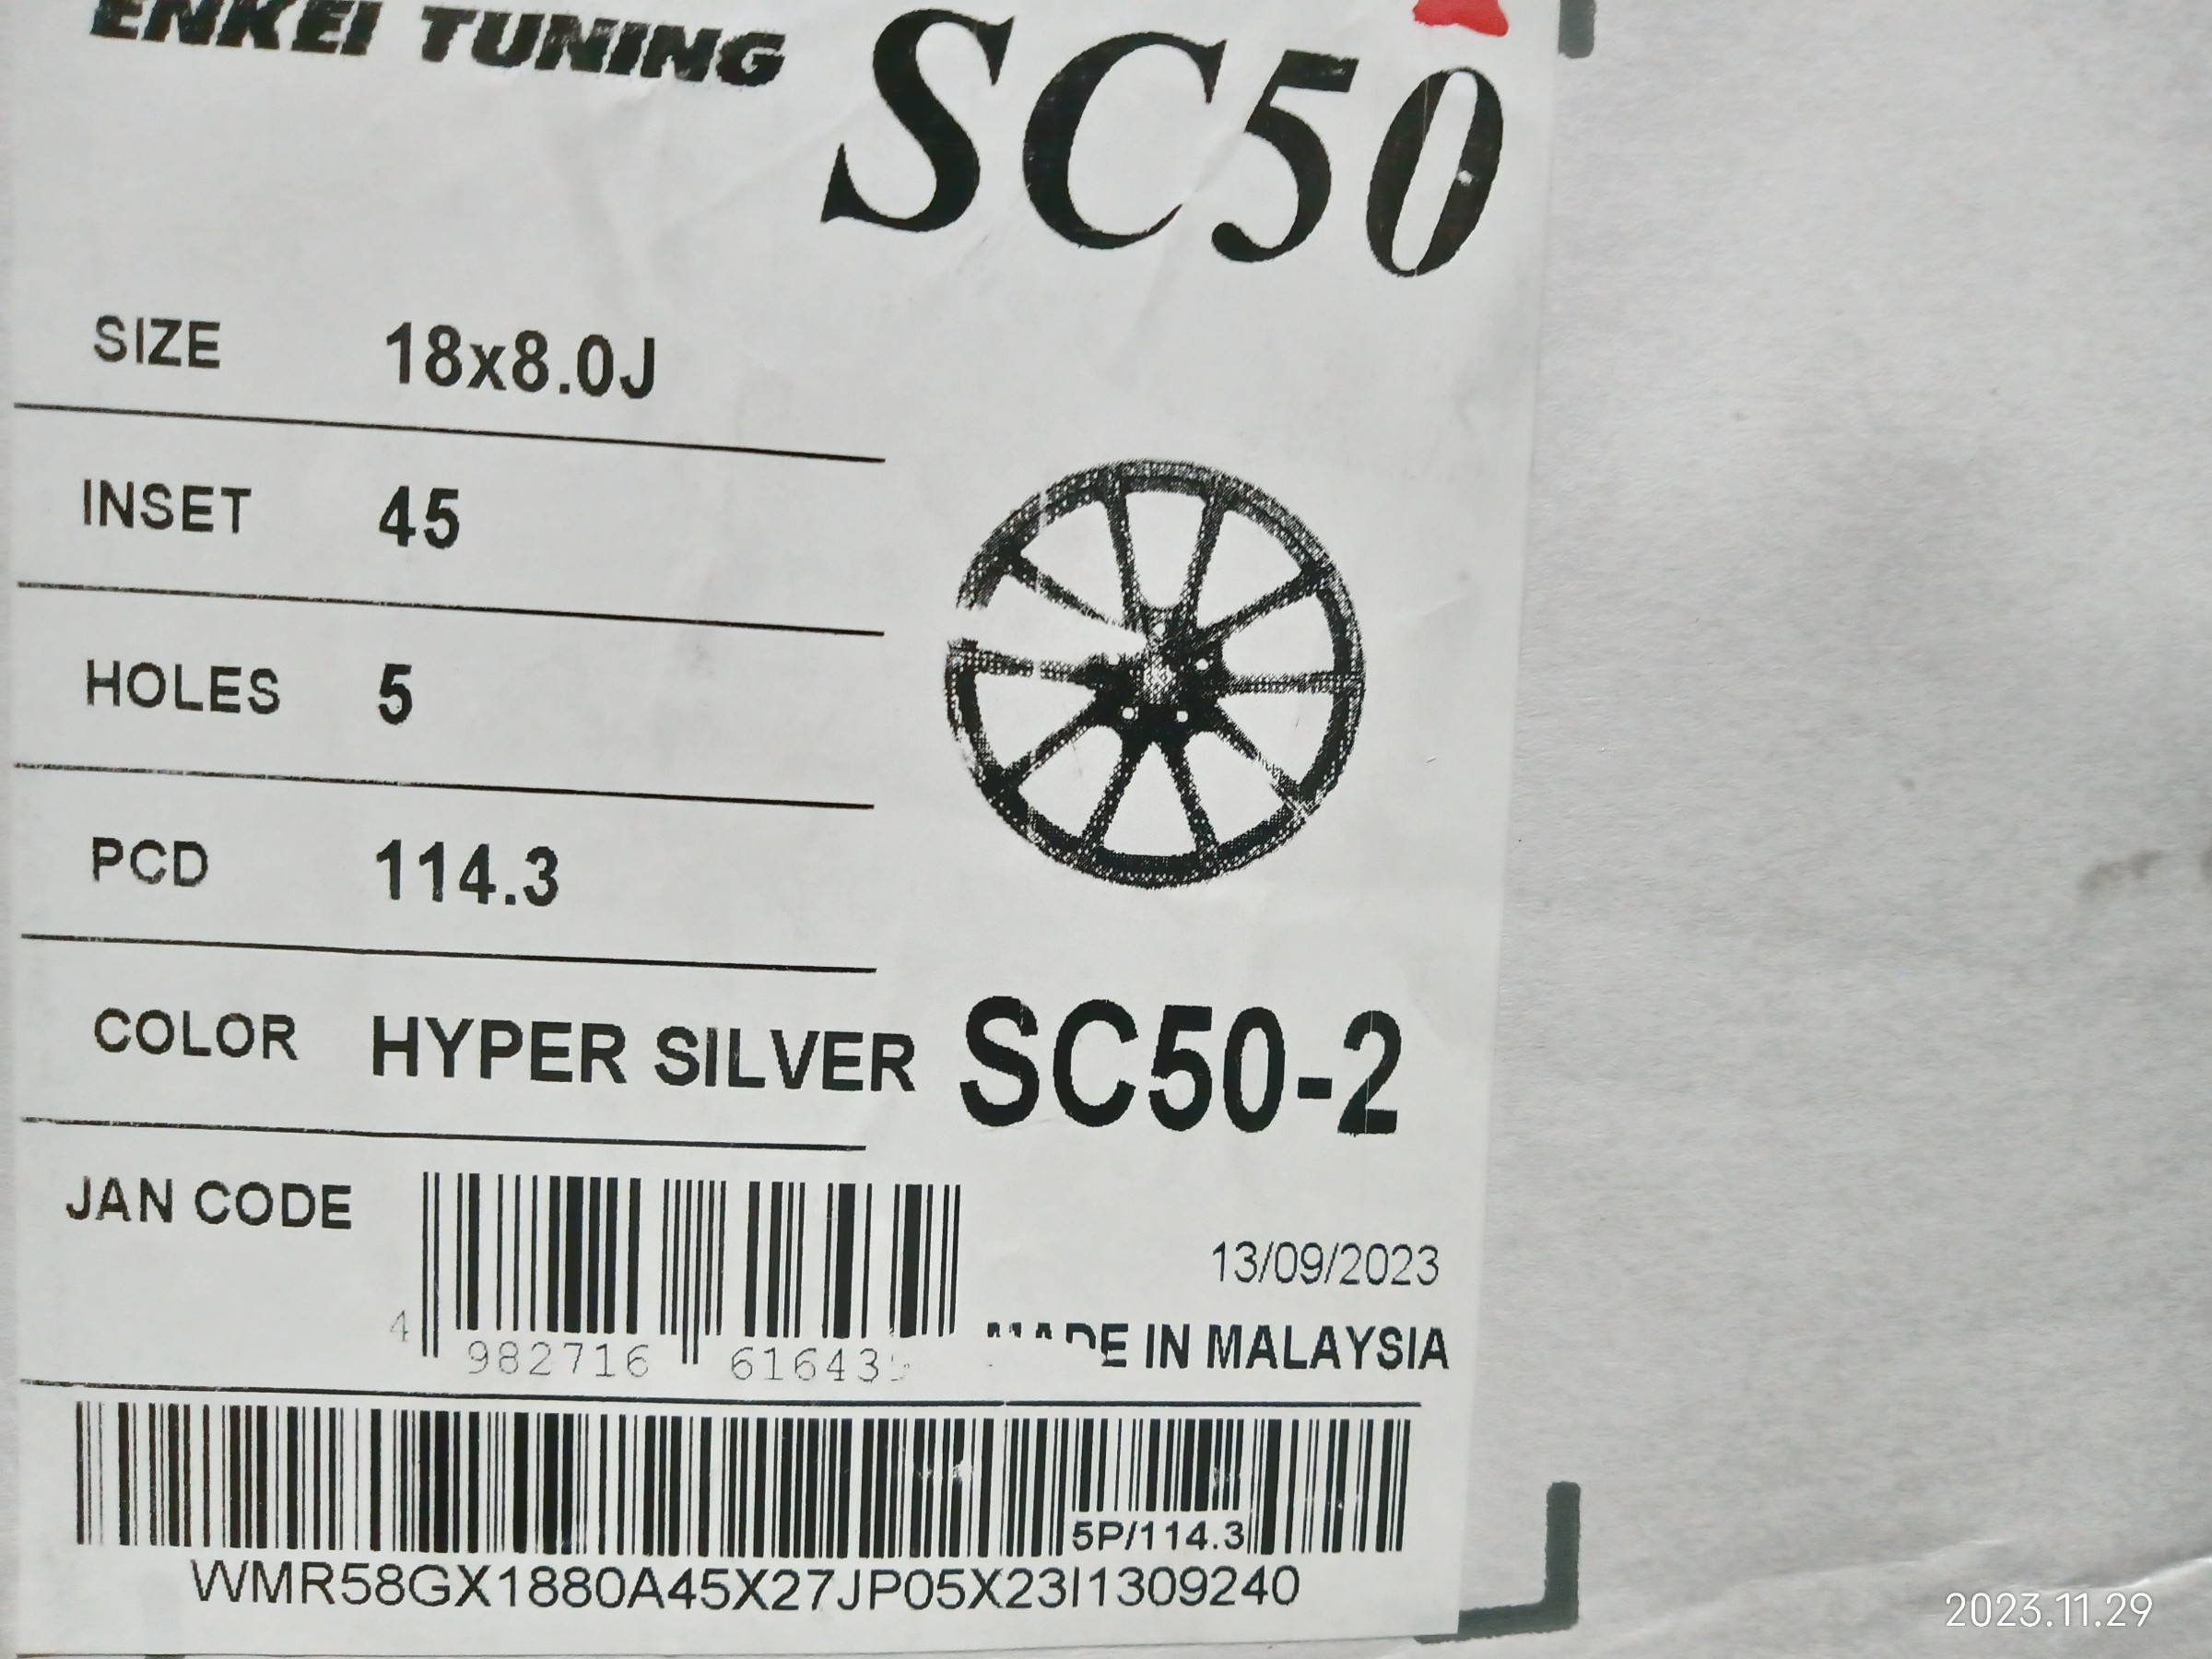 ENKEI TUNING SC50
SIZE 18x8.0J
INSET 45
HOLES 5
PCD 114.3
COLOR HYPER SILVER SC50-2
JAN CODE
13/09/2023
4 982716 61643
MADE IN MALAYSIA
5P/114.3
WMR58GX1880A45X27JP05X23I1309240
2023.11.29